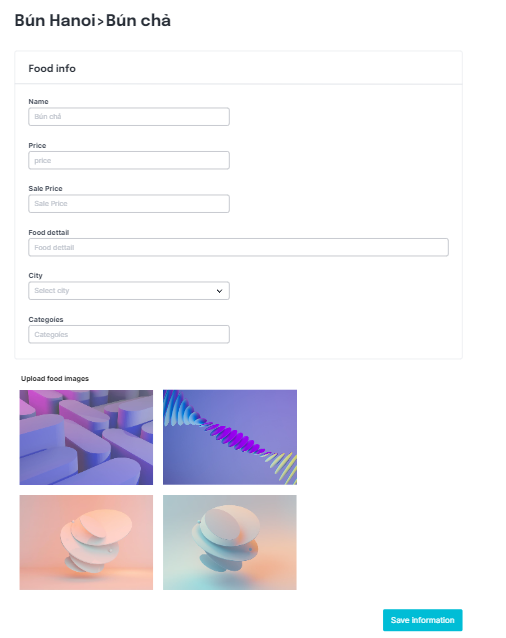 Bún Hanoi>Bún chả
Food info
Name
Bún chả
Price
price
Sale Price
Sale Price
Food dettail
Food dettail
City
Select city
Categoies
Categoies
Upload food images
Save information